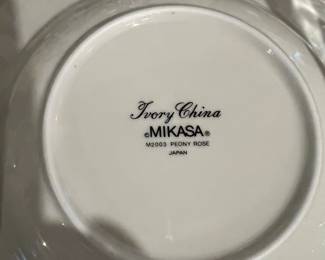 Ivory China
©MIKASA®
M2003 PEONY ROSE
JAPAN